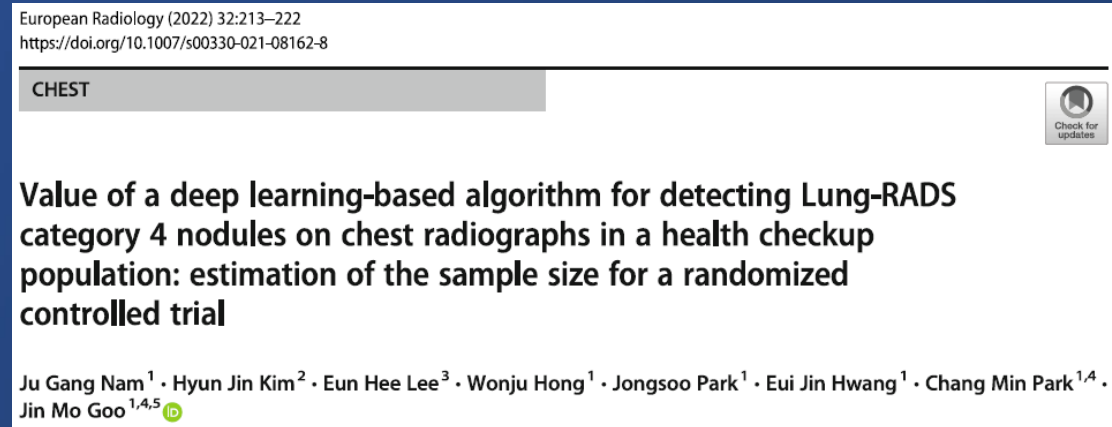 European Radiology (2022) 32:213–222
https://doi.org/10.1007/s00330-021-08162-8
CHEST
Check for
updates
Value of a deep learning-based algorithm for detecting Lung-RADS
category 4 nodules on chest radiographs in a health checkup
population: estimation of the sample size for a randomized
controlled trial
Ju Gang Nam1 · Hyun Jin Kim2 · Eun Hee Lee3 · Wonju Hong1 · Jongsoo Park1 · Eui Jin Hwang1 · Chang Min Park1,4 ·
Jin Mo Goo1,4,5 iD